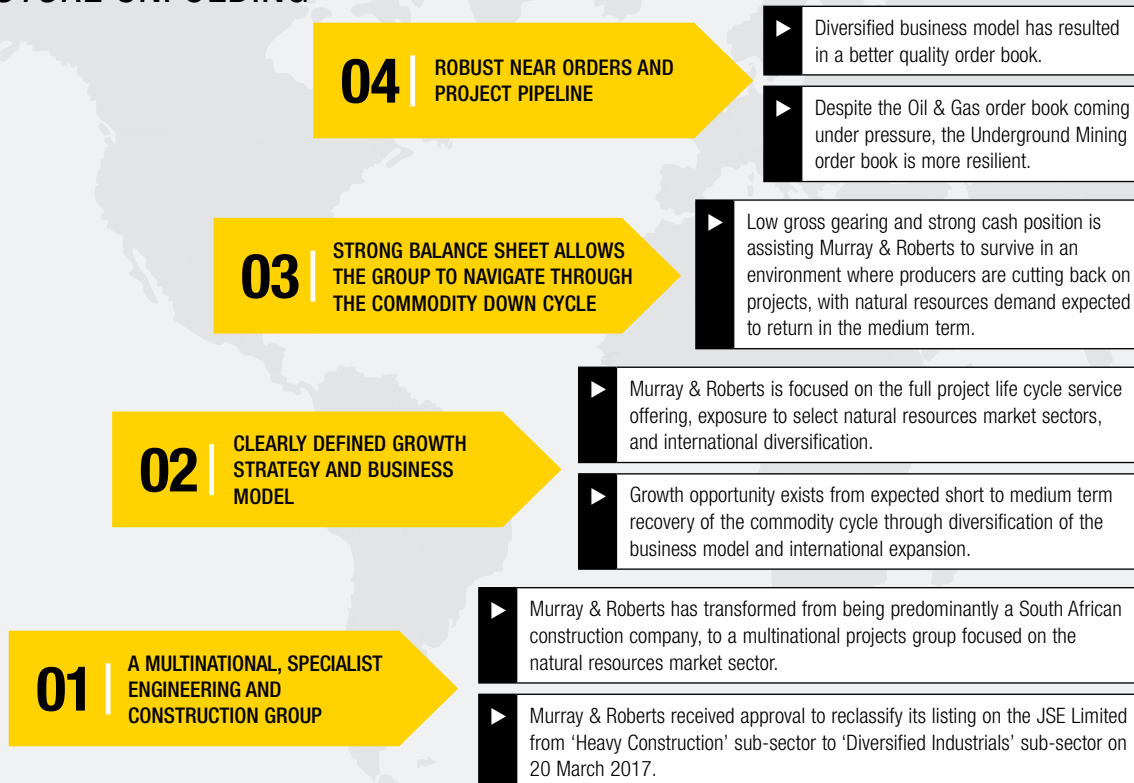 04
ROBUST NEAR ORDERS AND
PROJECT PIPELINE
Diversified business model has resulted
in a better quality order book.
Despite the Oil & Gas order book coming
under pressure, the Underground Mining
order book is more resilient.
03
STRONG BALANCE SHEET ALLOWS
THE GROUP TO NAVIGATE THROUGH
THE COMMODITY DOWN CYCLE
Low gross gearing and strong cash position is
assisting Murray & Roberts to survive in an
environment where producers are cutting back on
projects, with natural resources demand expected
to return in the medium term.
02
CLEARLY DEFINED GROWTH
STRATEGY AND BUSINESS
MODEL
Murray & Roberts is focused on the full project life cycle service
offering, exposure to select natural resources market sectors,
and international diversification.
Growth opportunity exists from expected short to medium term
recovery of the commodity cycle through diversification of the
business model and international expansion.
01
A MULTINATIONAL, SPECIALIST
ENGINEERING AND
CONSTRUCTION GROUP
Murray & Roberts has transformed from being predominantly a South African
construction company, to a multinational projects group focused on the
natural resources market sector.
Murray & Roberts received approval to reclassify its listing on the JSE Limited
from ‘Heavy Construction’ sub-sector to ‘Diversified Industrials’ sub-sector on
20 March 2017.